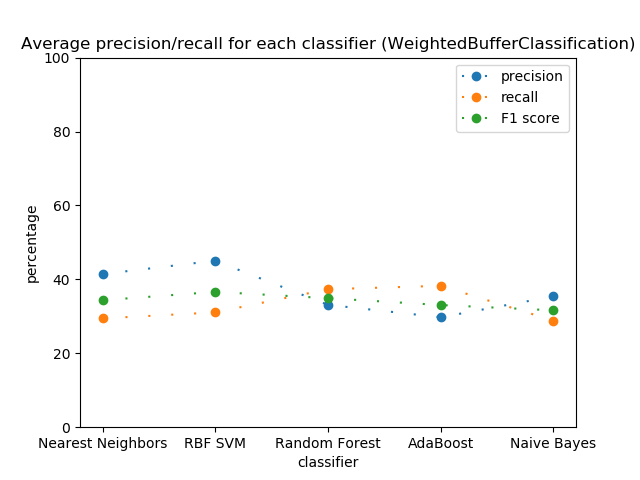 Average precision/recall for each classifier (WeightedBufferClassification)
precision
recall
F1 score
100
80
60
40
20
0
percentage
Nearest Neighbors RBF SVM Random Forest AdaBoost Naive Bayes
classifier